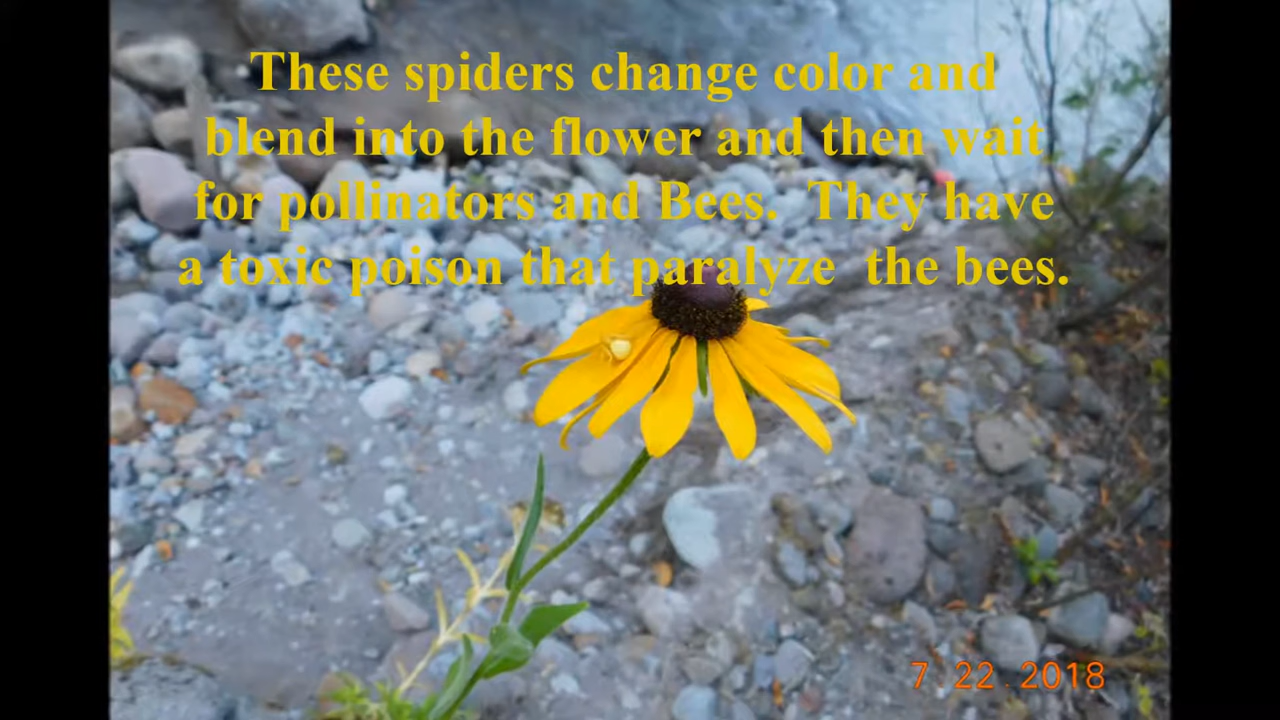 These spiders change color and
blend into the flower and then wait
for pollinators and Bees.  They have
a toxic poison that paralyze  the bees.
7 . 22 . 2018